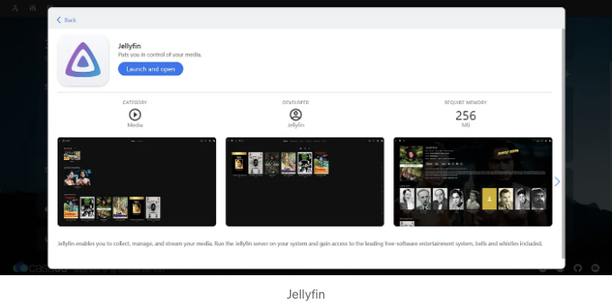 Back
Jellyfin
Puts you in control of your media.
Launch and open
CATEGORY
Media
DEVELOPER
Jellyfin
REQUIRE MEMORY
256
MB
Jellyfin enables you to collect, manage, and stream your media. Run the Jellyfin server on your system and gain access to the leading free-software entertainment system, bells and whistles included.
Jellyfin